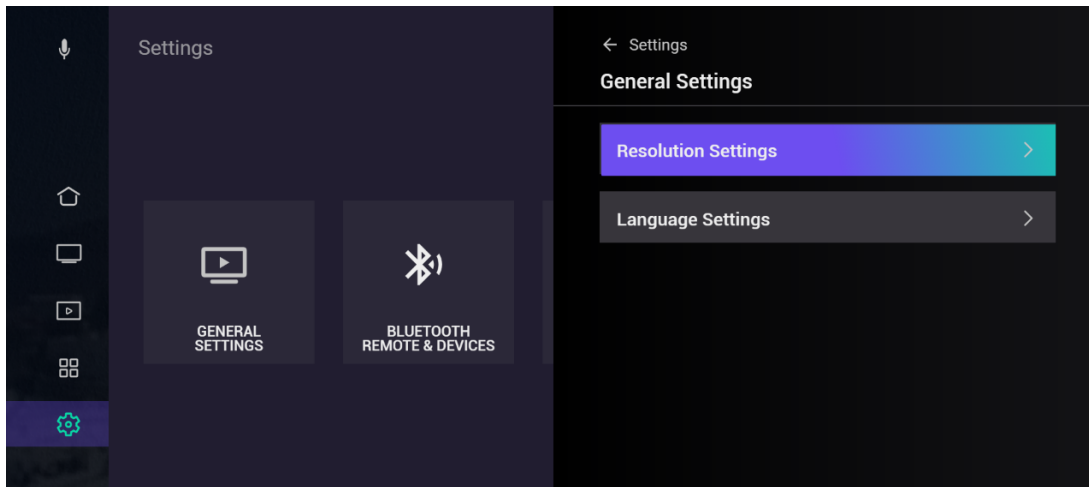 Settings
GENERAL
SETTINGS
BLUETOOTH
REMOTE & DEVICES
Settings
General Settings
Resolution Settings
Language Settings